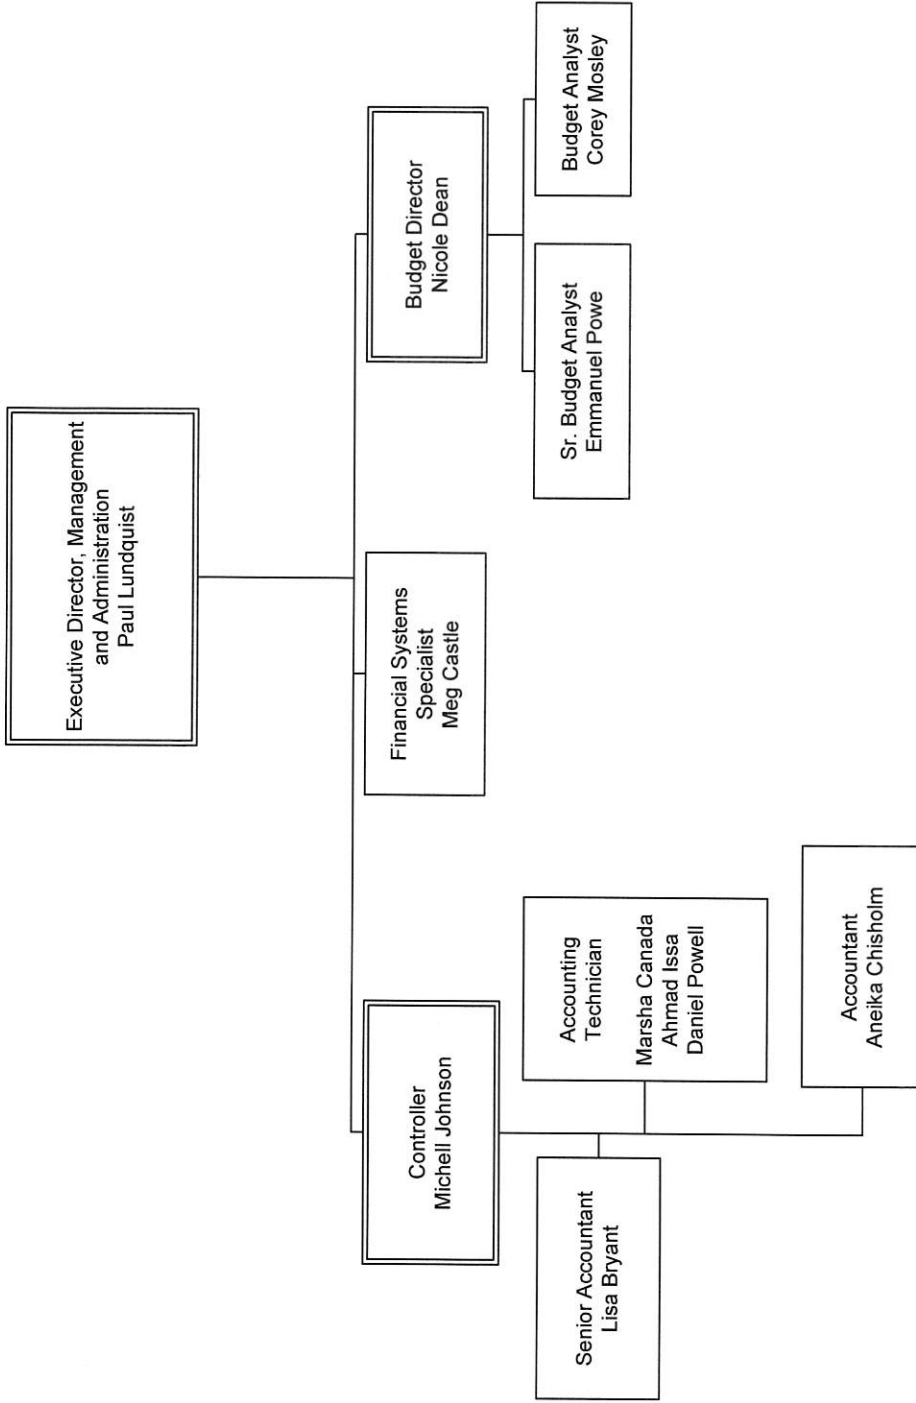 Executive Director, Management
and Administration
Paul Lundquist
Controller
Michell Johnson
Financial Systems
Specialist
Meg Castle
Budget Director
Nicole Dean
Senior Accountant
Lisa Bryant
Accounting
Technician
Marsha Canada
Ahmad Issa
Daniel Powell
Accountant
Aneika Chisholm
Sr. Budget Analyst
Emmanuel Powe
Budget Analyst
Corey Mosley